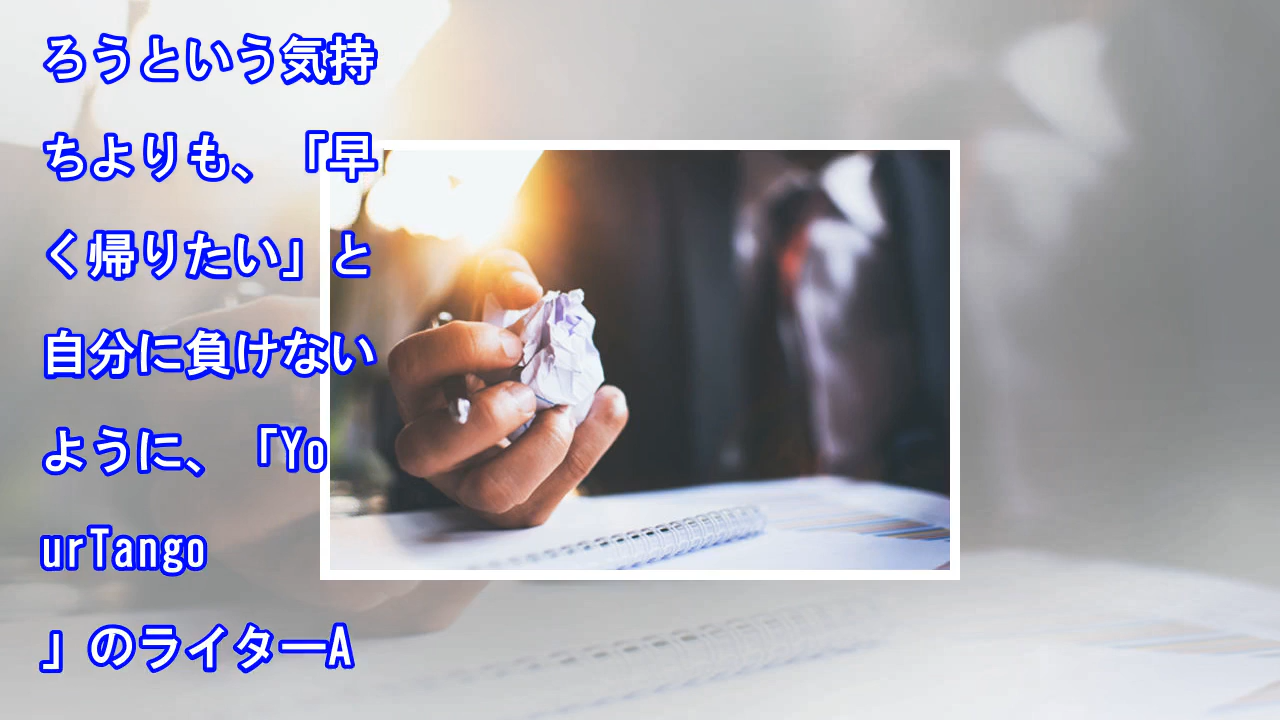 ろうという気持
ちよりも、「早
く帰りたい」と
自分に負けない
ように、「Yo
urTango
」のライターA